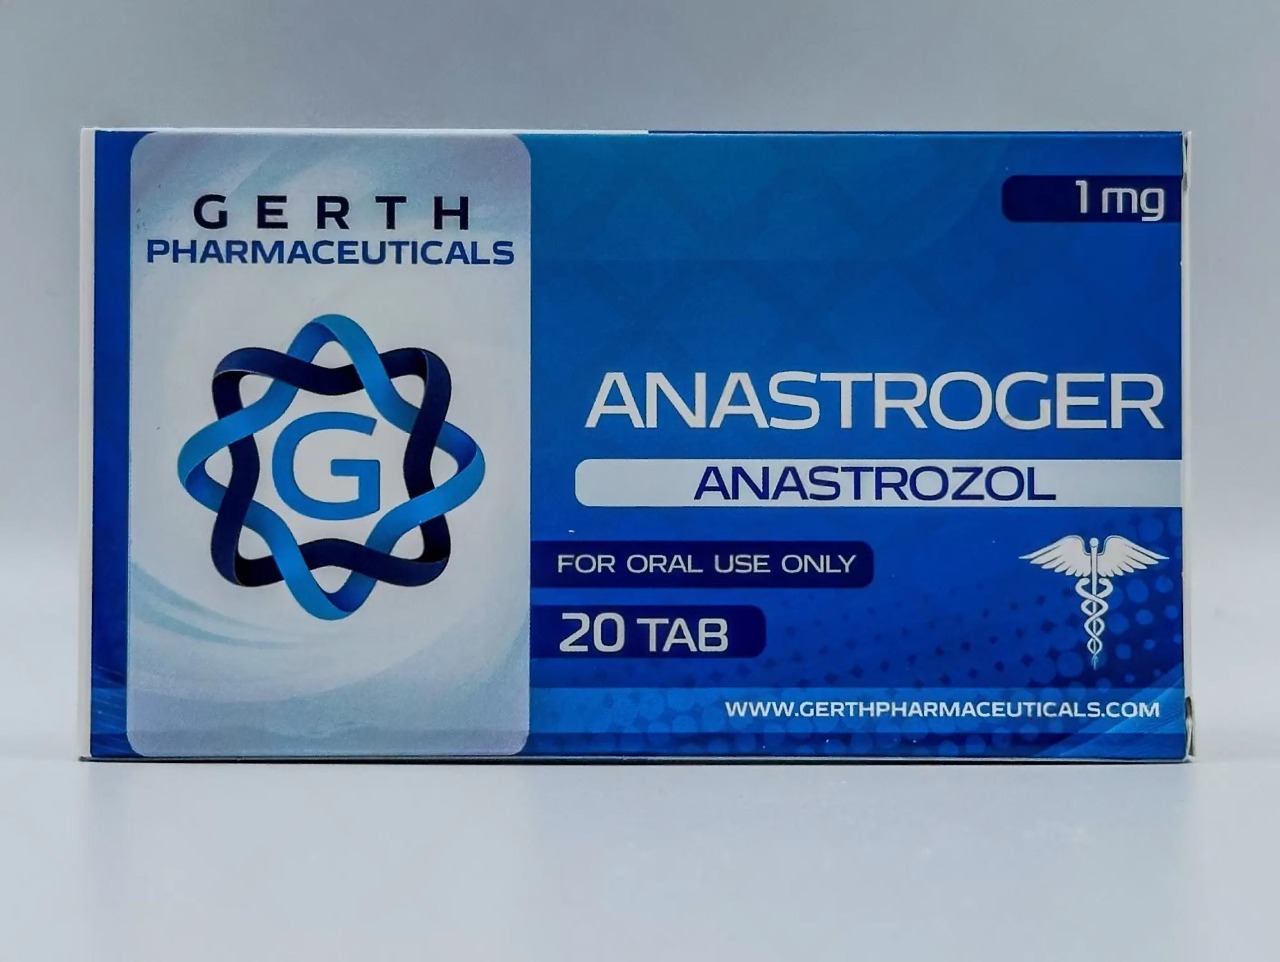 GERTH
PHARMACEUTICALS
G
1 mg
ANASTROGER
ANASTROZOL
FOR ORAL USE ONLY
20 TAB
WWW.GERTHPHARMACEUTICALS.COM